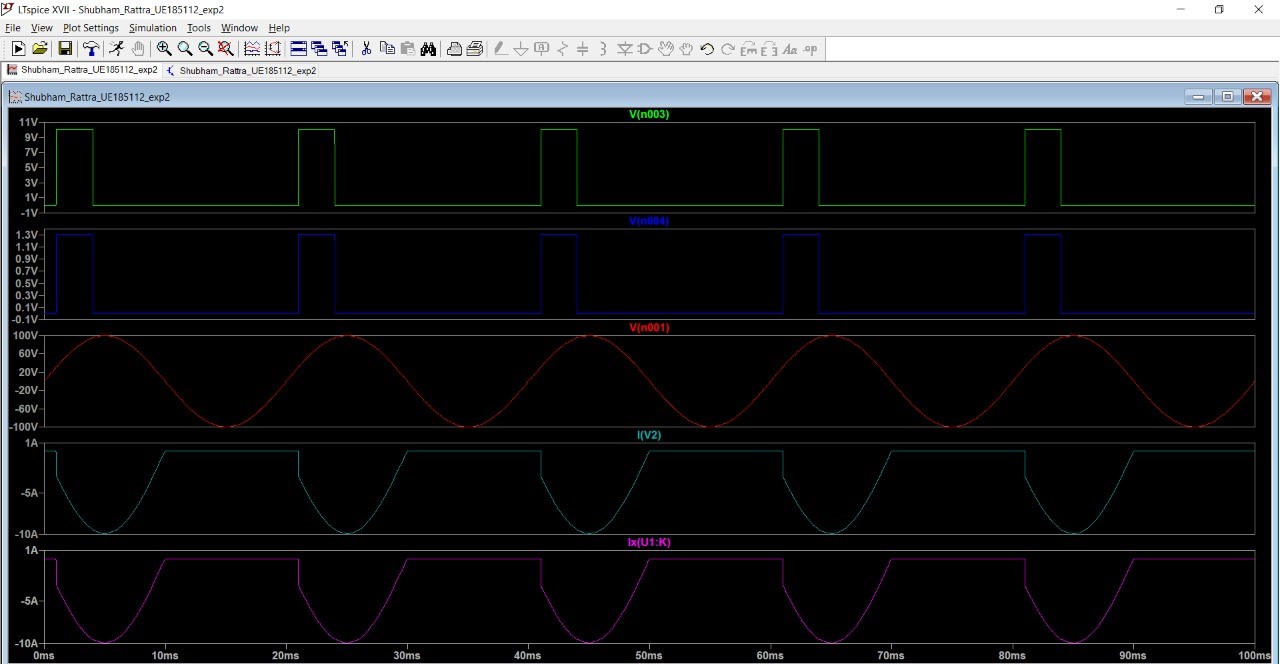 LTspice XVII - Shubham_Rattra_UE185112_exp2
File View Plot Settings Simulation Tools Window Help
Shubham_Rattra_UE185112_exp2 Shubham_Rattra_UE185112_exp2
Shubham_Rattra_UE185112_exp2
V(n003)
11V
9V
7V
5V
3V
1V
-1V
V(n004)
1.3V
1.1V
0.9V
0.7V
0.5V
0.3V
0.1V
-0.1V
V(n001)
100V
60V
20V
-20V
-60V
-100V
I(V2)
1A
-5A
-10A
Ix(U1:K)
1A
-5A
-10A
0ms 10ms 20ms 30ms 40ms 50ms 60ms 70ms 80ms 90ms 100ms